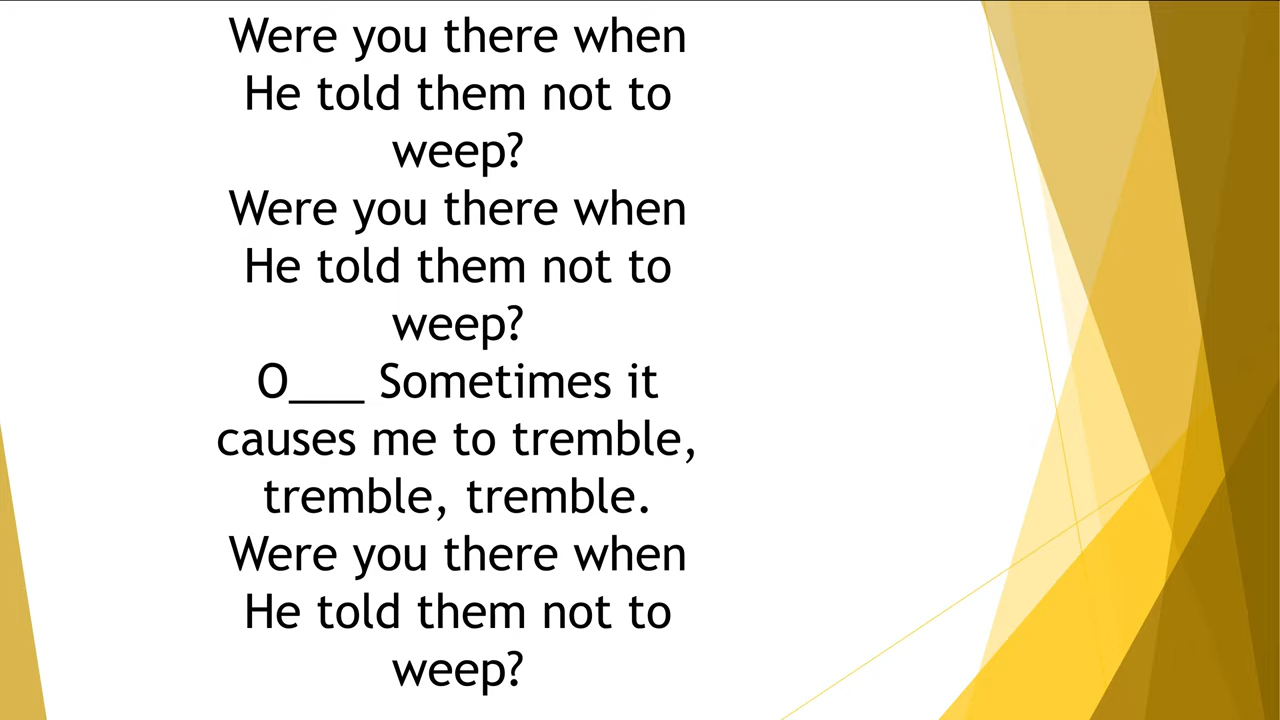 Were you there when
He told them not to
weep?
Were you there when
He told them not to
weep?
O___ Sometimes it
causes me to tremble,
tremble, tremble.
Were you there when
He told them not to
weep?